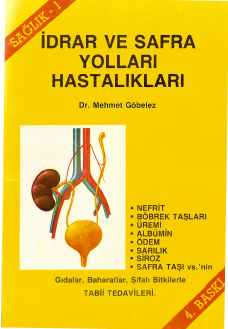 SAĞLIK - 1
İDRAR VE SAFRA
YOLLARI
HASTALIKLARI
Dr. Mehmet Göbelez
• NEFRİT
• BÖBREK TAŞLARI
• ÜREMİ
• ALBÜMİN
• ÖDEM
• SARILIK
• SİROZ
• SAFRA TAŞI vs.'nin
Gıdalar, Baharatlar, Şifalı Bitkilerle
TABİİ TEDAVİLERİ.
4. BASKI